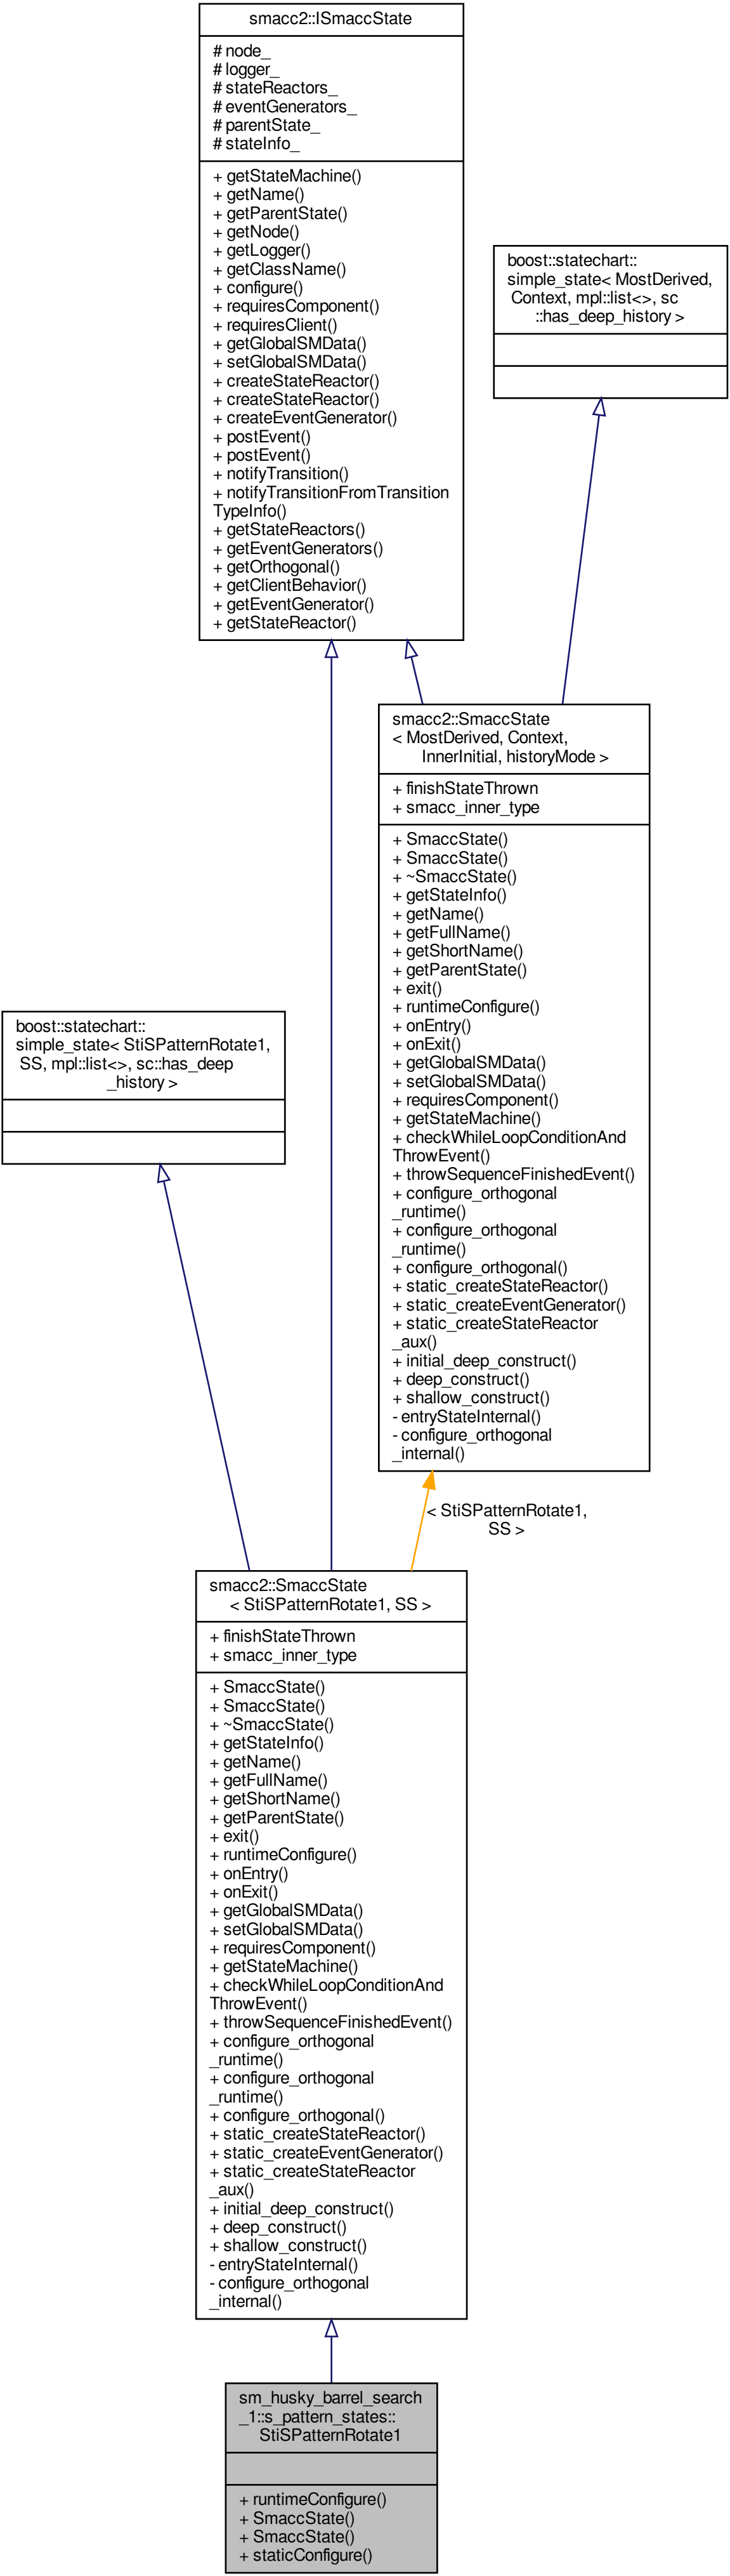 smacc2::ISmaccState
# node_
# logger_
# stateReactors_
# eventGenerators_
# parentState_
# stateInfo_
+ getStateMachine()
+ getName()
+ getParentState()
+ getNode()
+ getLogger()
+ getClassName()
+ configure()
+ requiresComponent()
+ requiresClient()
+ getGlobalSMData()
+ setGlobalSMData()
+ createStateReactor()
+ createStateReactor()
+ createEventGenerator()
+ postEvent()
+ postEvent()
+ notifyTransition()
+ notifyTransitionFromTransition
TypeInfo()
+ getStateReactors()
+ getEventGenerators()
+ getOrthogonal()
+ getClientBehavior()
+ getEventGenerator()
+ getStateReactor()
boost::statechart::
simple_state< MostDerived,
Context, mpl::list<>, sc
::has_deep_history >
smacc2::SmaccState
< MostDerived, Context,
InnerInitial, historyMode >
+ finishStateThrown
+ smacc_inner_type
+ SmaccState()
+ SmaccState()
+ ~SmaccState()
+ getStateInfo()
+ getName()
+ getFullName()
+ getShortName()
+ getParentState()
+ exit()
+ runtimeConfigure()
+ onEntry()
+ onExit()
+ getGlobalSMData()
+ setGlobalSMData()
+ requiresComponent()
+ getStateMachine()
+ checkWhileLoopConditionAnd
ThrowEvent()
+ throwSequenceFinishedEvent()
+ configure_orthogonal
_runtime()
+ configure_orthogonal
_runtime()
+ configure_orthogonal()
+ static_createStateReactor()
+ static_createEventGenerator()
+ static_createStateReactor
_aux()
+ initial_deep_construct()
+ deep_construct()
+ shallow_construct()
- entryStateInternal()
- configure_orthogonal
_internal()
boost::statechart::
simple_state< StiSPatternRotate1,
SS, mpl::list<>, sc::has_deep
_history >
< StiSPatternRotate1,
SS >
smacc2::SmaccState
< StiSPatternRotate1, SS >
+ finishStateThrown
+ smacc_inner_type
+ SmaccState()
+ SmaccState()
+ ~SmaccState()
+ getStateInfo()
+ getName()
+ getFullName()
+ getShortName()
+ getParentState()
+ exit()
+ runtimeConfigure()
+ onEntry()
+ onExit()
+ getGlobalSMData()
+ setGlobalSMData()
+ requiresComponent()
+ getStateMachine()
+ checkWhileLoopConditionAnd
ThrowEvent()
+ throwSequenceFinishedEvent()
+ configure_orthogonal
_runtime()
+ configure_orthogonal
_runtime()
+ configure_orthogonal()
+ static_createStateReactor()
+ static_createEventGenerator()
+ static_createStateReactor
_aux()
+ initial_deep_construct()
+ deep_construct()
+ shallow_construct()
- entryStateInternal()
- configure_orthogonal
_internal()
sm_husky_barrel_search
_1::s_pattern_states::
StiSPatternRotate1
+ runtimeConfigure()
+ SmaccState()
+ SmaccState()
+ staticConfigure()